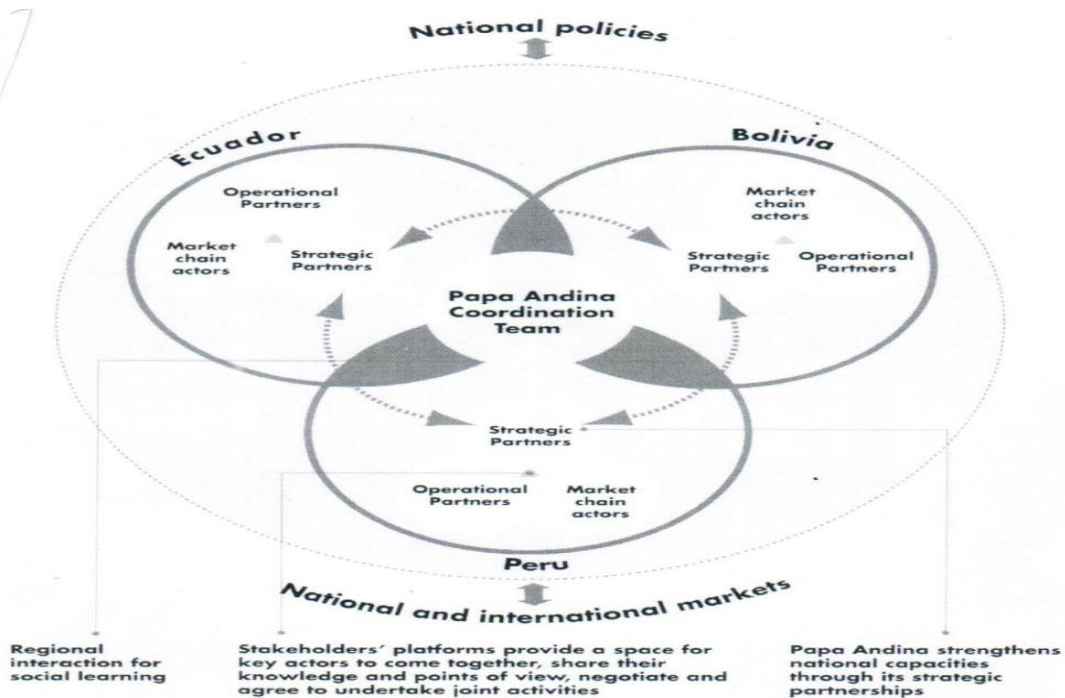 National policies
Ecuador
Bolivia
Operational
Partners
Market
chain
actors
Strategic
Partners
Market
chain
actors
Strategic
Partners
Operational
Partners
Papa Andina
Coordination
Team
Strategic
Partners
Operational
Partners
Market
chain
actors
Peru
National and international markets
Regional
interaction for
social learning
Stakeholders' platforms provide a space for
key actors to come together, share their
knowledge and points of view, negotiate and
agree to undertake joint activities
Papa Andina strengthens
national capacities
through its strategic
partnerships